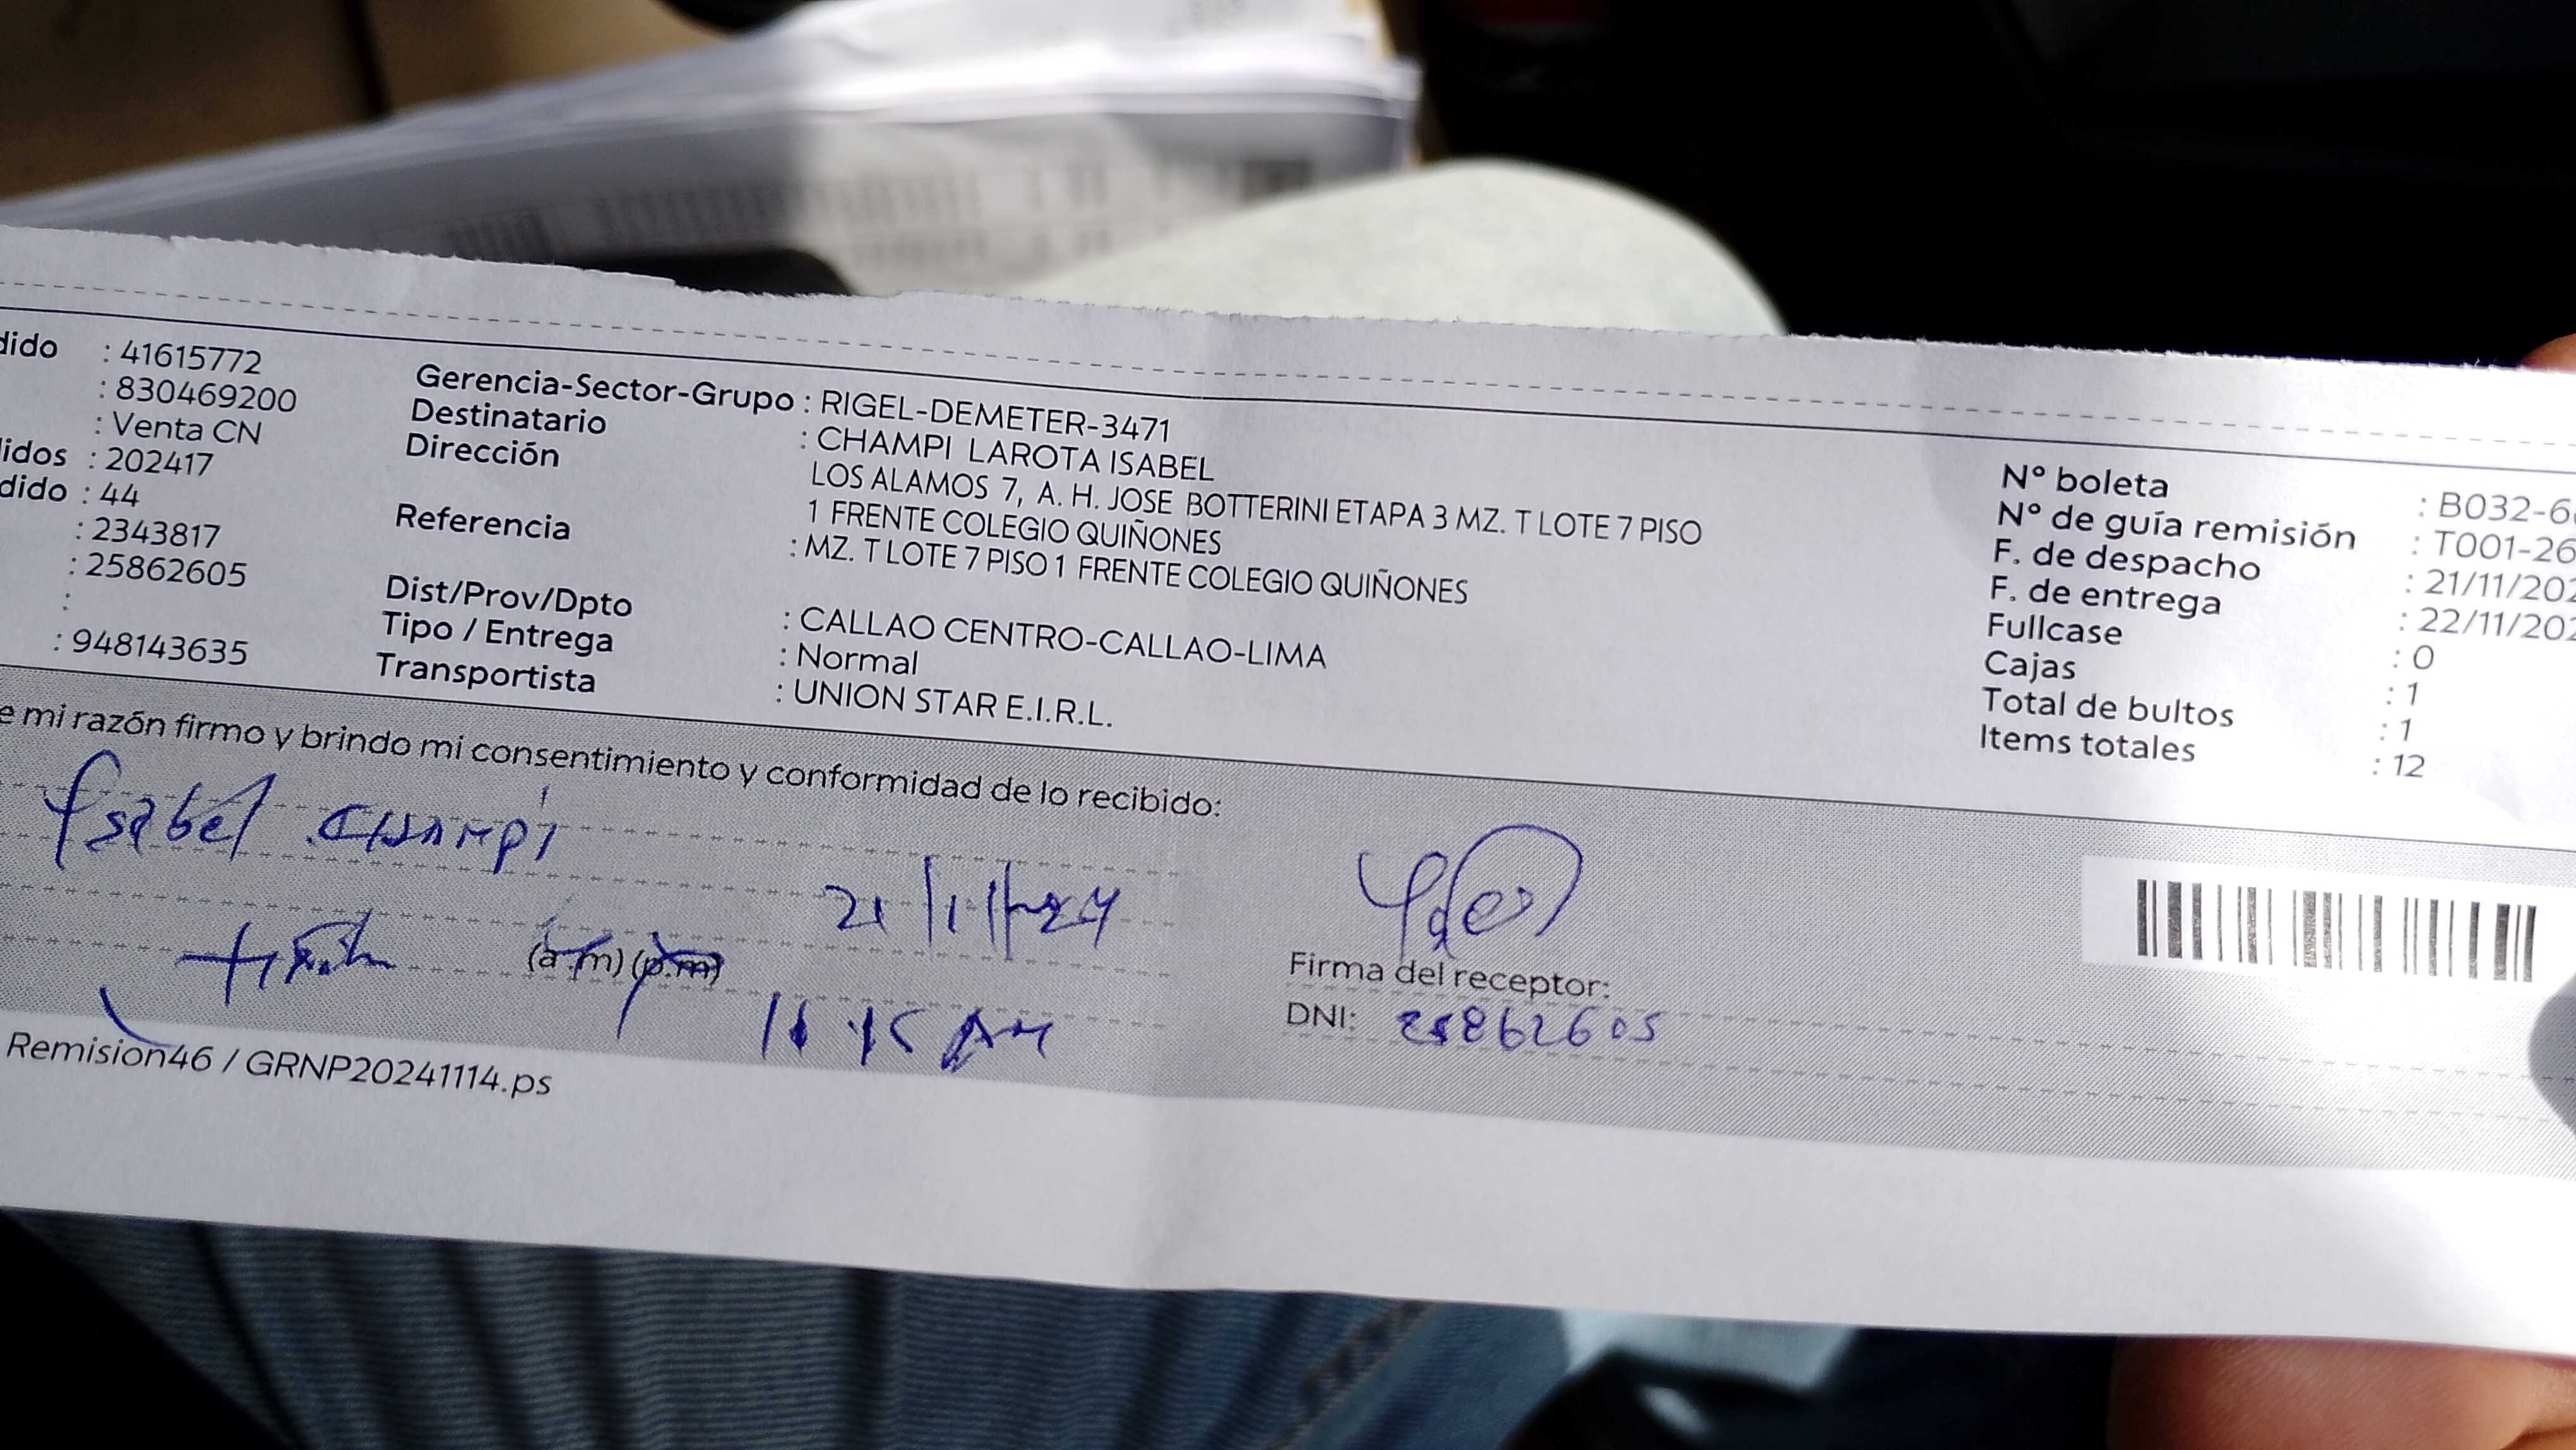 dido : 41615772
: 830469200
: Venta CN
didos : 202417
dido : 44
: 2343817
: 25862605
:
: 948143635
Gerencia-Sector-Grupo : RIGEL-DEMETER-3471
Destinatario : CHAMPI LAROTA ISABEL
Dirección LOS ALAMOS 7, A. H. JOSE BOTTERINI ETAPA 3 MZ. T LOTE 7 PISO
1 FRENTE COLEGIO QUIÑONES
Referencia : MZ. T LOTE 7 PISO 1 FRENTE COLEGIO QUIÑONES
Dist/Prov/Dpto : CALLAO CENTRO-CALLAO-LIMA
Tipo / Entrega : Normal
Transportista : UNION STAR E.I.R.L.
Nº boleta : B032-6
Nº de guía remisión : T001-26
F. de despacho : 21/11/202
F. de entrega : 22/11/202
Fullcase : 0
Cajas : 1
Total de bultos : 1
Items totales : 12
e mi razón firmo y brindo mi consentimiento y conformidad de lo recibido:
Ysabel CHAMPI
21/11/24
(a.m) (p.m)
AM
Firma del receptor:
DNI: 25862605
Remision46 / GRNP20241114.ps